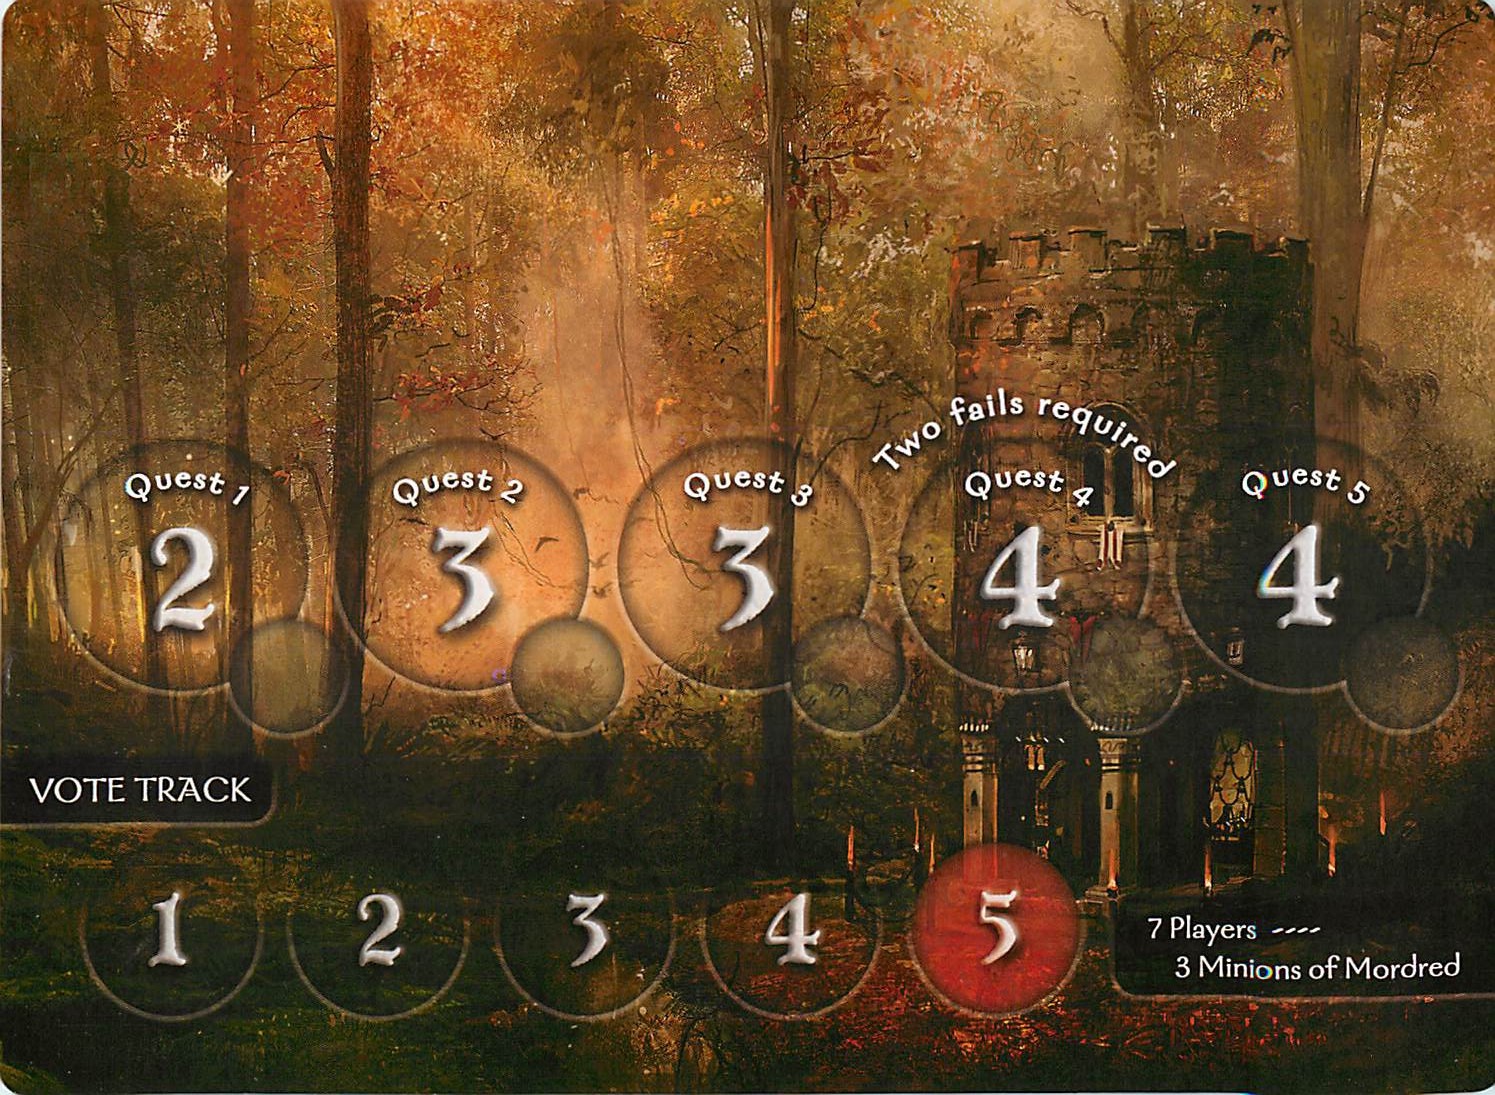 Two fails required
Quest 1
Quest 2
Quest 3
Quest 4
Quest 5
2
3
3
4
4
VOTE TRACK
1
2
3
4
5
7 Players ----
3 Minions of Mordred